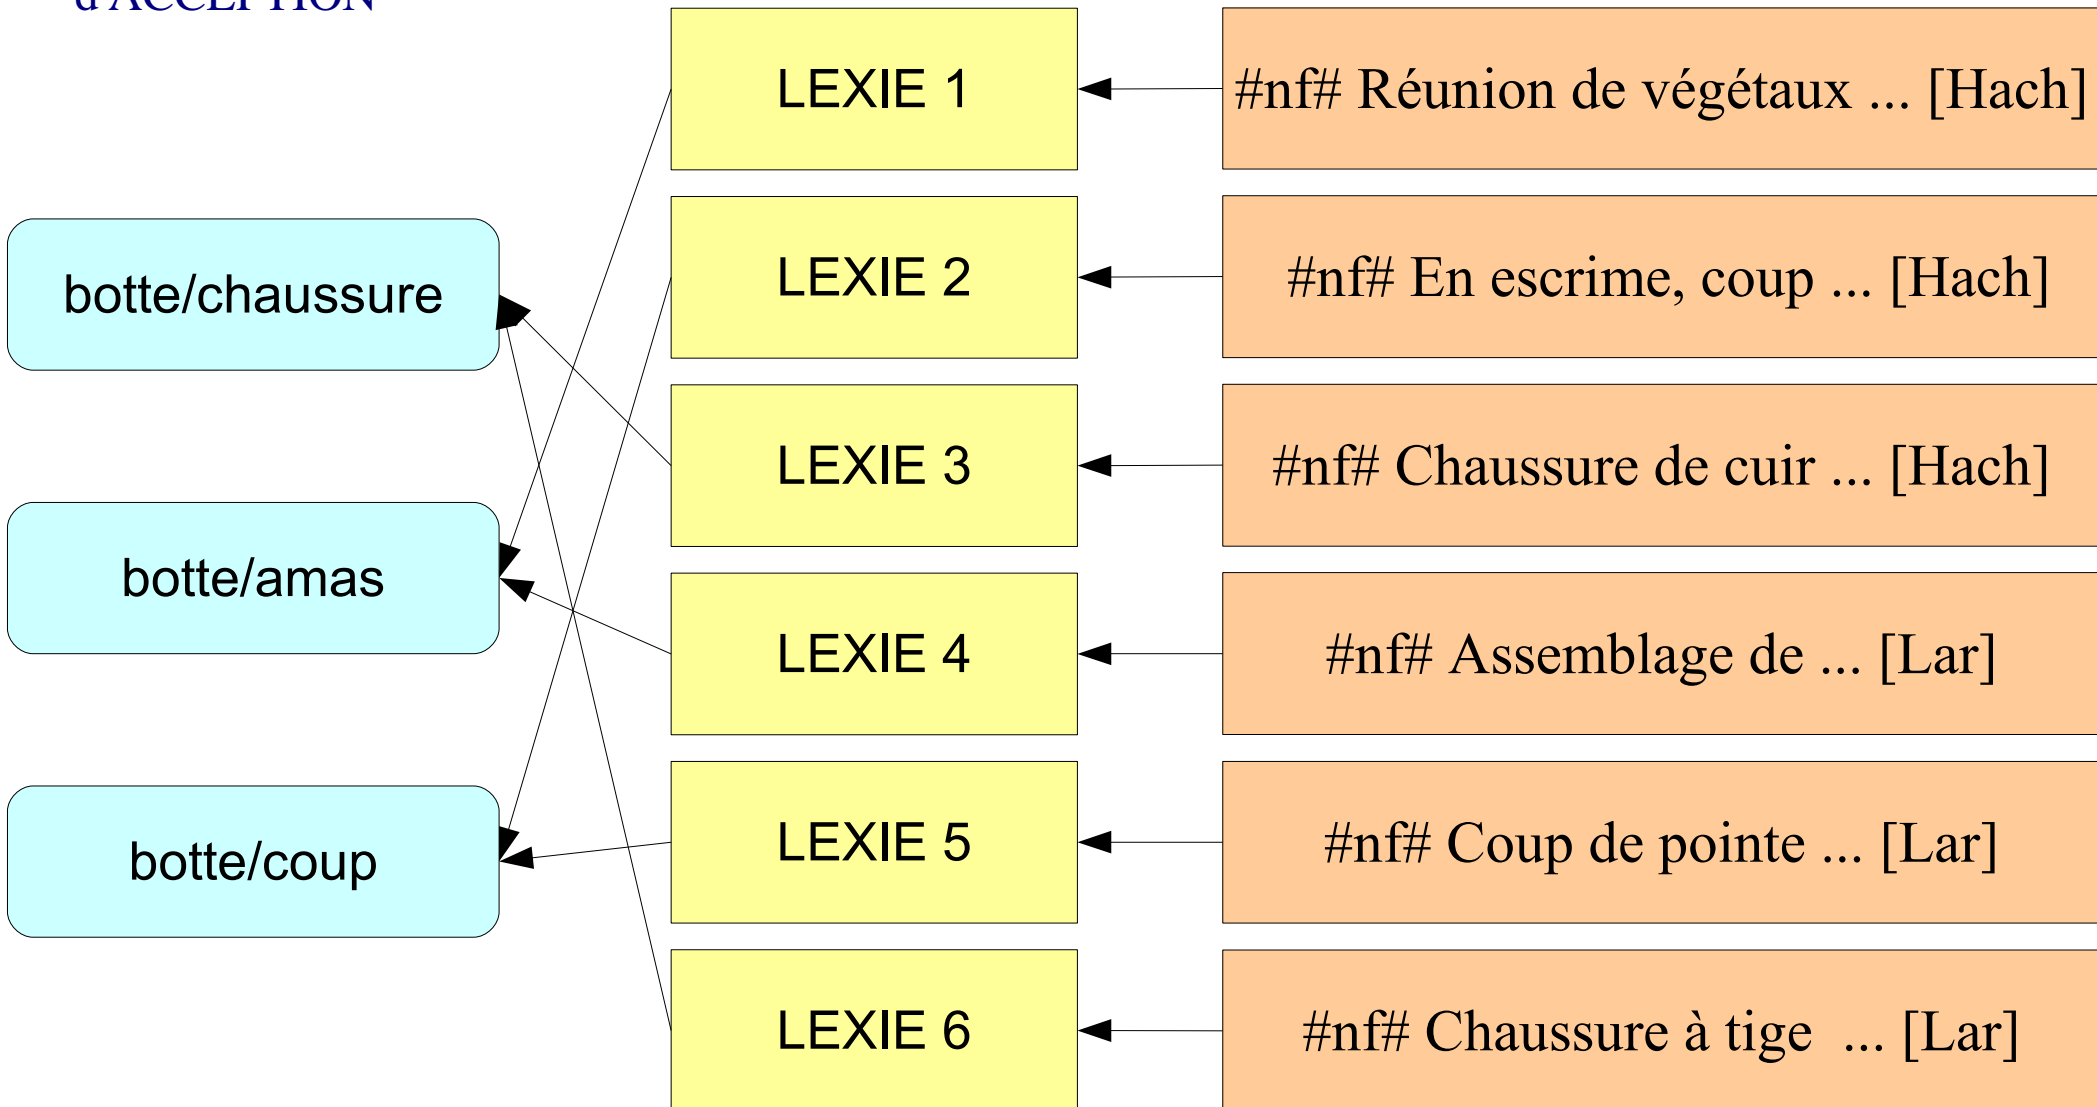 d'ACCEPTION
LEXIE 1
#nf# Réunion de végétaux ... [Hach]
LEXIE 2
#nf# En escrime, coup ... [Hach]
botte/chaussure
LEXIE 3
#nf# Chaussure de cuir ... [Hach]
botte/amas
LEXIE 4
#nf# Assemblage de ... [Lar]
botte/coup
LEXIE 5
#nf# Coup de pointe ... [Lar]
LEXIE 6
#nf# Chaussure à tige ... [Lar]